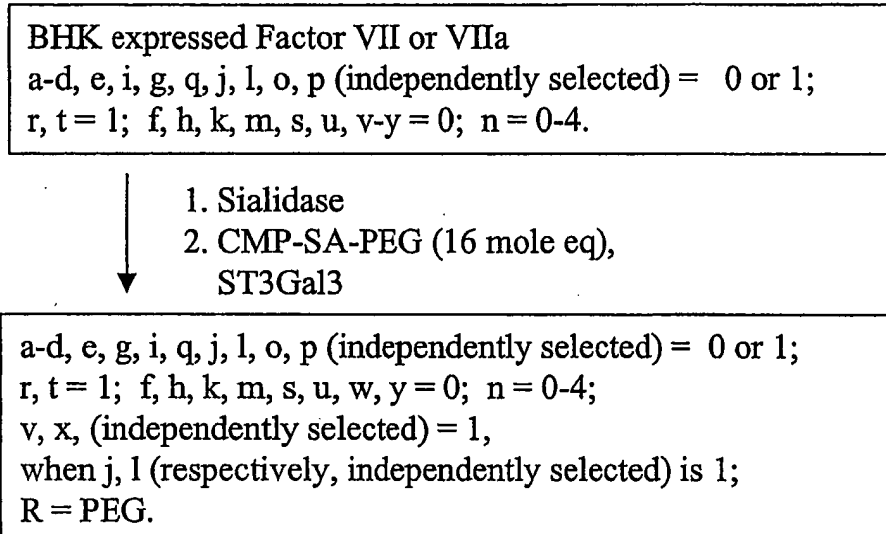 BHK expressed Factor VII or VIIa
a-d, e, i, g, q, j, l, o, p (independently selected) = 0 or 1;
r, t = 1; f, h, k, m, s, u, v-y = 0; n = 0-4.
1. Sialidase
2. CMP-SA-PEG (16 mole eq),
ST3Gal3
a-d, e, g, i, q, j, l, o, p (independently selected) = 0 or 1;
r, t = 1; f, h, k, m, s, u, w, y = 0; n = 0-4;
v, x, (independently selected) = 1,
when j, l (respectively, independently selected) is 1;
R = PEG.